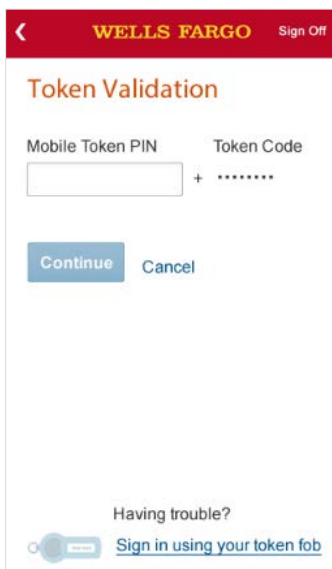 WELLS FARGO Sign Off
Token Validation
Mobile Token PIN Token Code
+ ········
Continue Cancel
Having trouble?
Sign in using your token fob